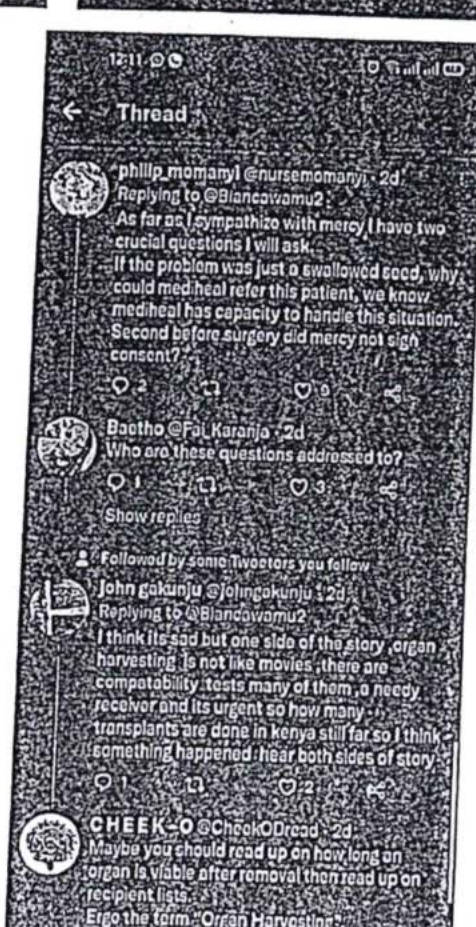 12:11
Thread
philip_momanyi @nursemomanyi · 2d
Replying to @Biancawamu2
As far as I sympathize with mercy I have two
crucial questions I will ask.
If the problem was just a swallowed seed, why
could mediheal refer this patient, we know
mediheal has capacity to handle this situation.
Second before surgery did mercy not sign
consent?
2 9
Baetho @Fai_Karanja · 2d
Who are these questions addressed to?
1 3
Show replies
Followed by some Tweeters you follow
John gakunju @johngakunju · 2d
Replying to @Biancawamu2
I think its sad but one side of the story ,organ
harvesting is not like movies ,there are
compatability tests many of them ,a needy
receiver and its urgent so how many
transplants are done in kenya still far so I think
something happened hear both sides of story
1 2
CHEEK-O @CheekODread · 2d
Maybe you should read up on how long an
organ is viable after removal then read up on
recipient lists.
Ergo the term "Organ Harvesting"